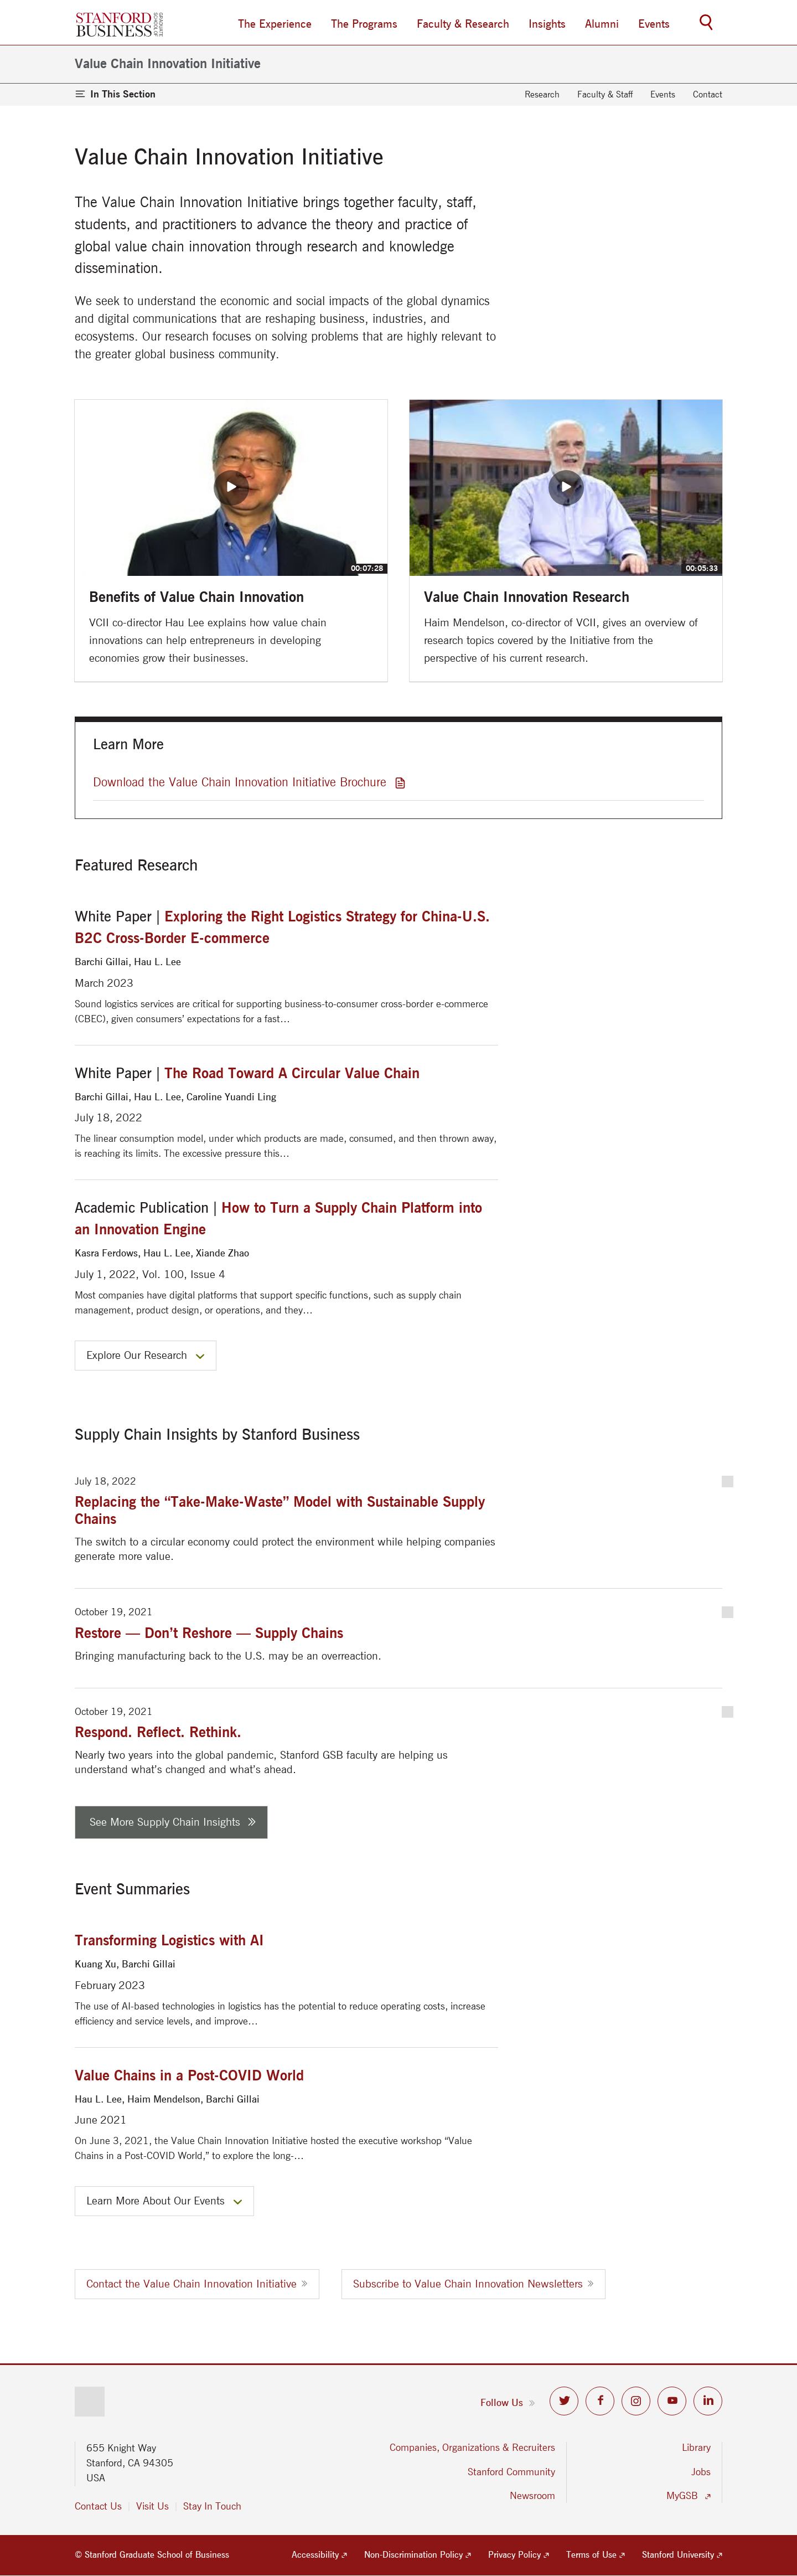 STANFORD
BUSINESS
GRADUATE
SCHOOL OF
The Experience
The Programs
Faculty & Research
Insights
Alumni
Events
Value Chain Innovation Initiative
In This Section
Research
Faculty & Staff
Events
Contact
Value Chain Innovation Initiative
The Value Chain Innovation Initiative brings together faculty, staff,
students, and practitioners to advance the theory and practice of
global value chain innovation through research and knowledge
dissemination.
We seek to understand the economic and social impacts of the global dynamics
and digital communications that are reshaping business, industries, and
ecosystems. Our research focuses on solving problems that are highly relevant to
the greater global business community.
00:07:28
00:05:33
Benefits of Value Chain Innovation
VCII co-director Hau Lee explains how value chain
innovations can help entrepreneurs in developing
economies grow their businesses.
Value Chain Innovation Research
Haim Mendelson, co-director of VCII, gives an overview of
research topics covered by the Initiative from the
perspective of his current research.
Learn More
Download the Value Chain Innovation Initiative Brochure
Featured Research
White Paper | Exploring the Right Logistics Strategy for China-U.S.
B2C Cross-Border E-commerce
Barchi Gillai, Hau L. Lee
March 2023
Sound logistics services are critical for supporting business-to-consumer cross-border e-commerce
(CBEC), given consumers’ expectations for a fast…
White Paper | The Road Toward A Circular Value Chain
Barchi Gillai, Hau L. Lee, Caroline Yuandi Ling
July 18, 2022
The linear consumption model, under which products are made, consumed, and then thrown away,
is reaching its limits. The excessive pressure this…
Academic Publication | How to Turn a Supply Chain Platform into
an Innovation Engine
Kasra Ferdows, Hau L. Lee, Xiande Zhao
July 1, 2022, Vol. 100, Issue 4
Most companies have digital platforms that support specific functions, such as supply chain
management, product design, or operations, and they…
Explore Our Research
Supply Chain Insights by Stanford Business
July 18, 2022
Replacing the “Take-Make-Waste” Model with Sustainable Supply
Chains
The switch to a circular economy could protect the environment while helping companies
generate more value.
October 19, 2021
Restore — Don’t Reshore — Supply Chains
Bringing manufacturing back to the U.S. may be an overreaction.
October 19, 2021
Respond. Reflect. Rethink.
Nearly two years into the global pandemic, Stanford GSB faculty are helping us
understand what’s changed and what’s ahead.
See More Supply Chain Insights
Event Summaries
Transforming Logistics with AI
Kuang Xu, Barchi Gillai
February 2023
The use of AI-based technologies in logistics has the potential to reduce operating costs, increase
efficiency and service levels, and improve…
Value Chains in a Post-COVID World
Hau L. Lee, Haim Mendelson, Barchi Gillai
June 2021
On June 3, 2021, the Value Chain Innovation Initiative hosted the executive workshop “Value
Chains in a Post-COVID World,” to explore the long-…
Learn More About Our Events
Contact the Value Chain Innovation Initiative
Subscribe to Value Chain Innovation Newsletters
Follow Us
655 Knight Way
Stanford, CA 94305
USA
Contact Us
Visit Us
Stay In Touch
Companies, Organizations & Recruiters
Stanford Community
Newsroom
Library
Jobs
MyGSB
© Stanford Graduate School of Business
Accessibility
Non-Discrimination Policy
Privacy Policy
Terms of Use
Stanford University